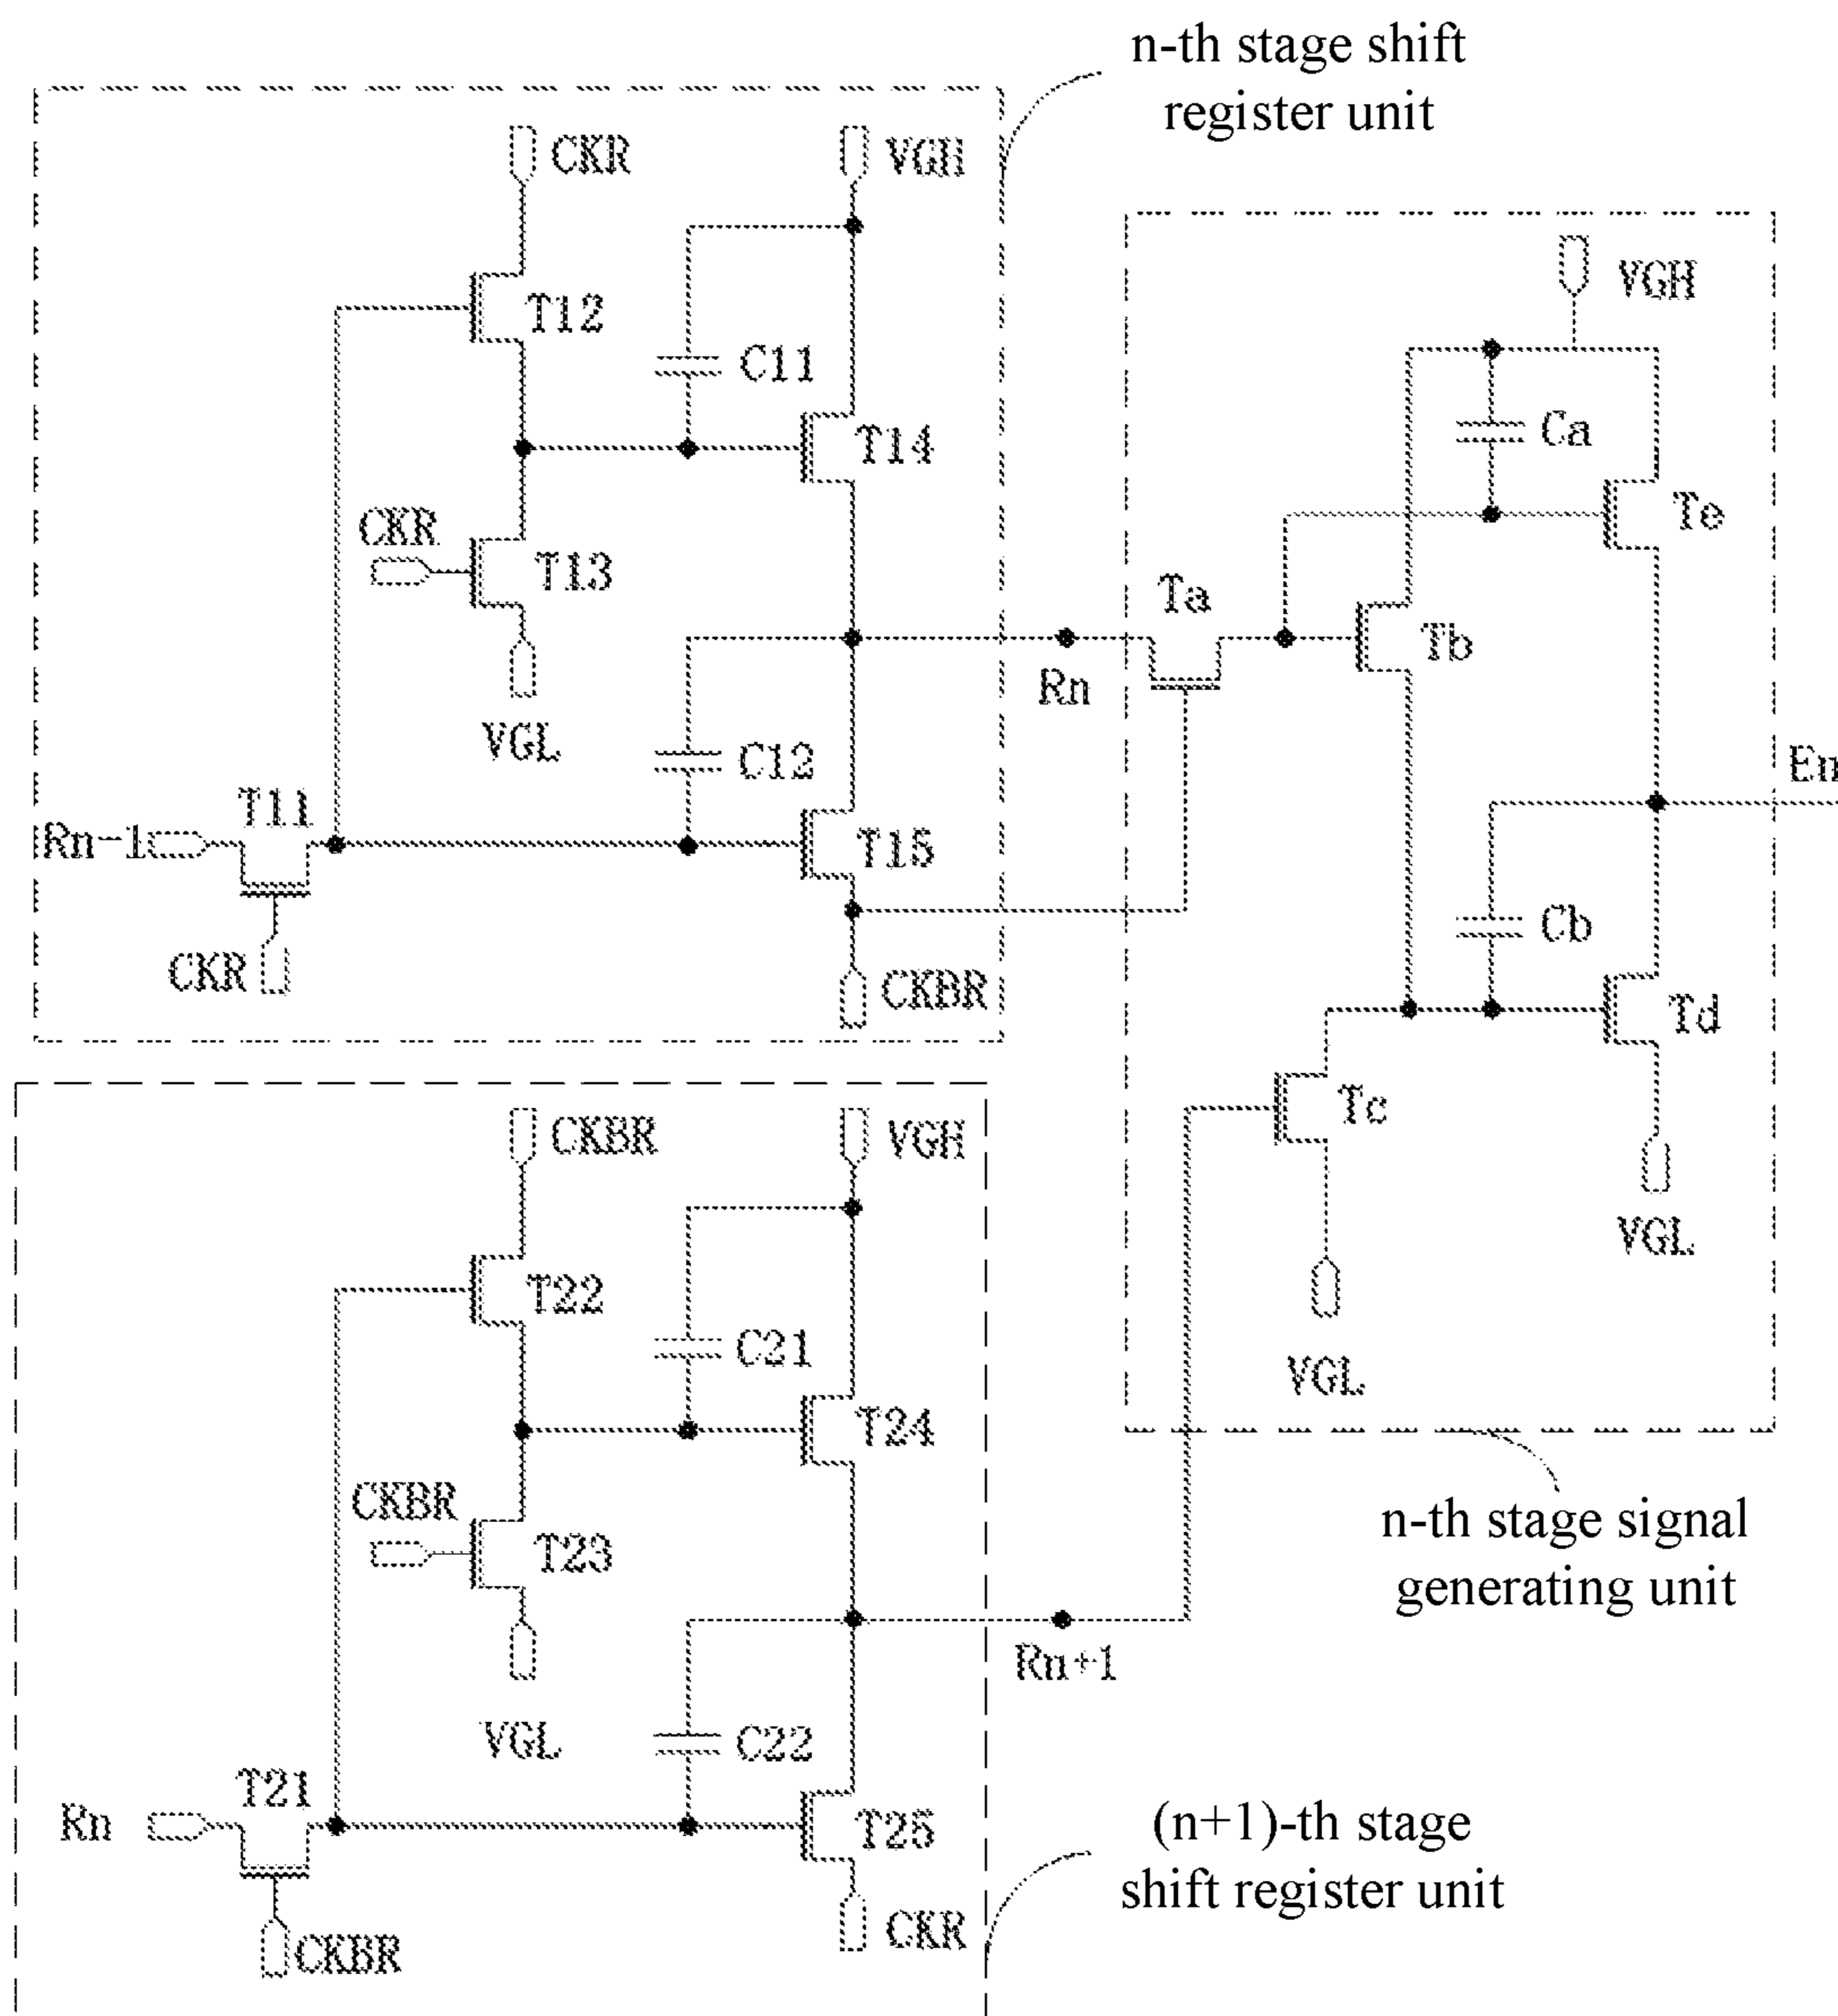 n-th stage shift
register unit
CKR
VGH
T12
C11
T14
CKR
T13
VGL
C12
T11
Rn-1
T15
CKR
CKBR
Rn
VGH
Ca
Te
Ta
Tb
En
Cb
Td
Tc
VGL
VGL
n-th stage signal
generating unit
CKBR
VGH
T22
C21
T24
CKBR
T23
VGL
Rn+1
C22
T21
Rn
T25
CKBR
CKR
(n+1)-th stage
shift register unit